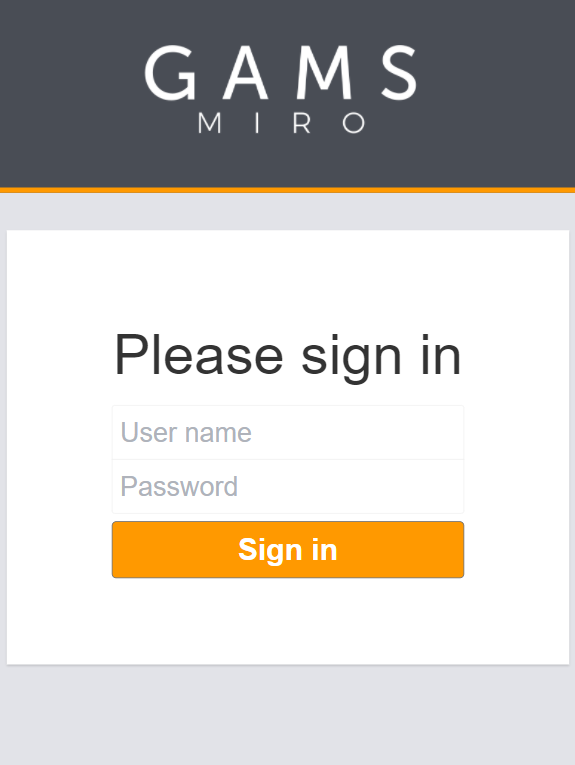 GAMS
MIRO
Please sign in
User name
Password
Sign in